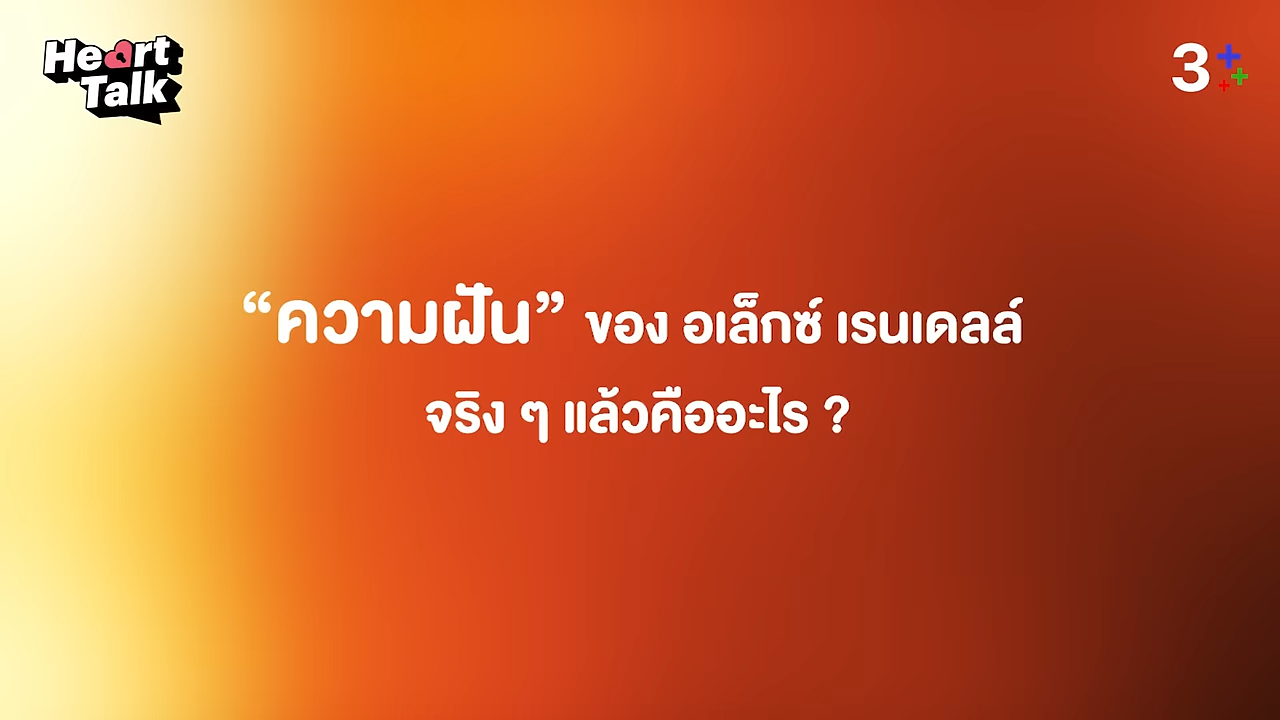 Heart
Talk
3
“ความฝัน” ของ อเล็กซ์ เรนเดลล์
จริง ๆ แล้วคืออะไร ?